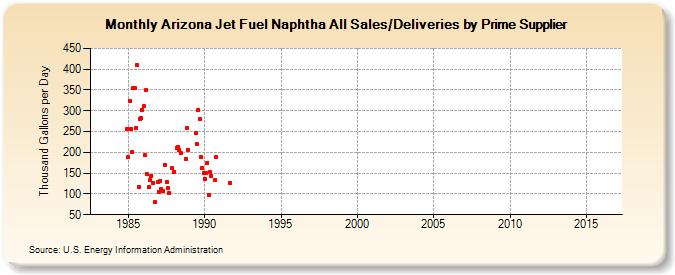 Monthly Arizona Jet Fuel Naphtha All Sales/Deliveries by Prime Supplier
Thousand Gallons per Day
450
400
350
300
250
200
150
100
50
1985 1990 1995 2000 2005 2010 2015
Source: U.S. Energy Information Administration